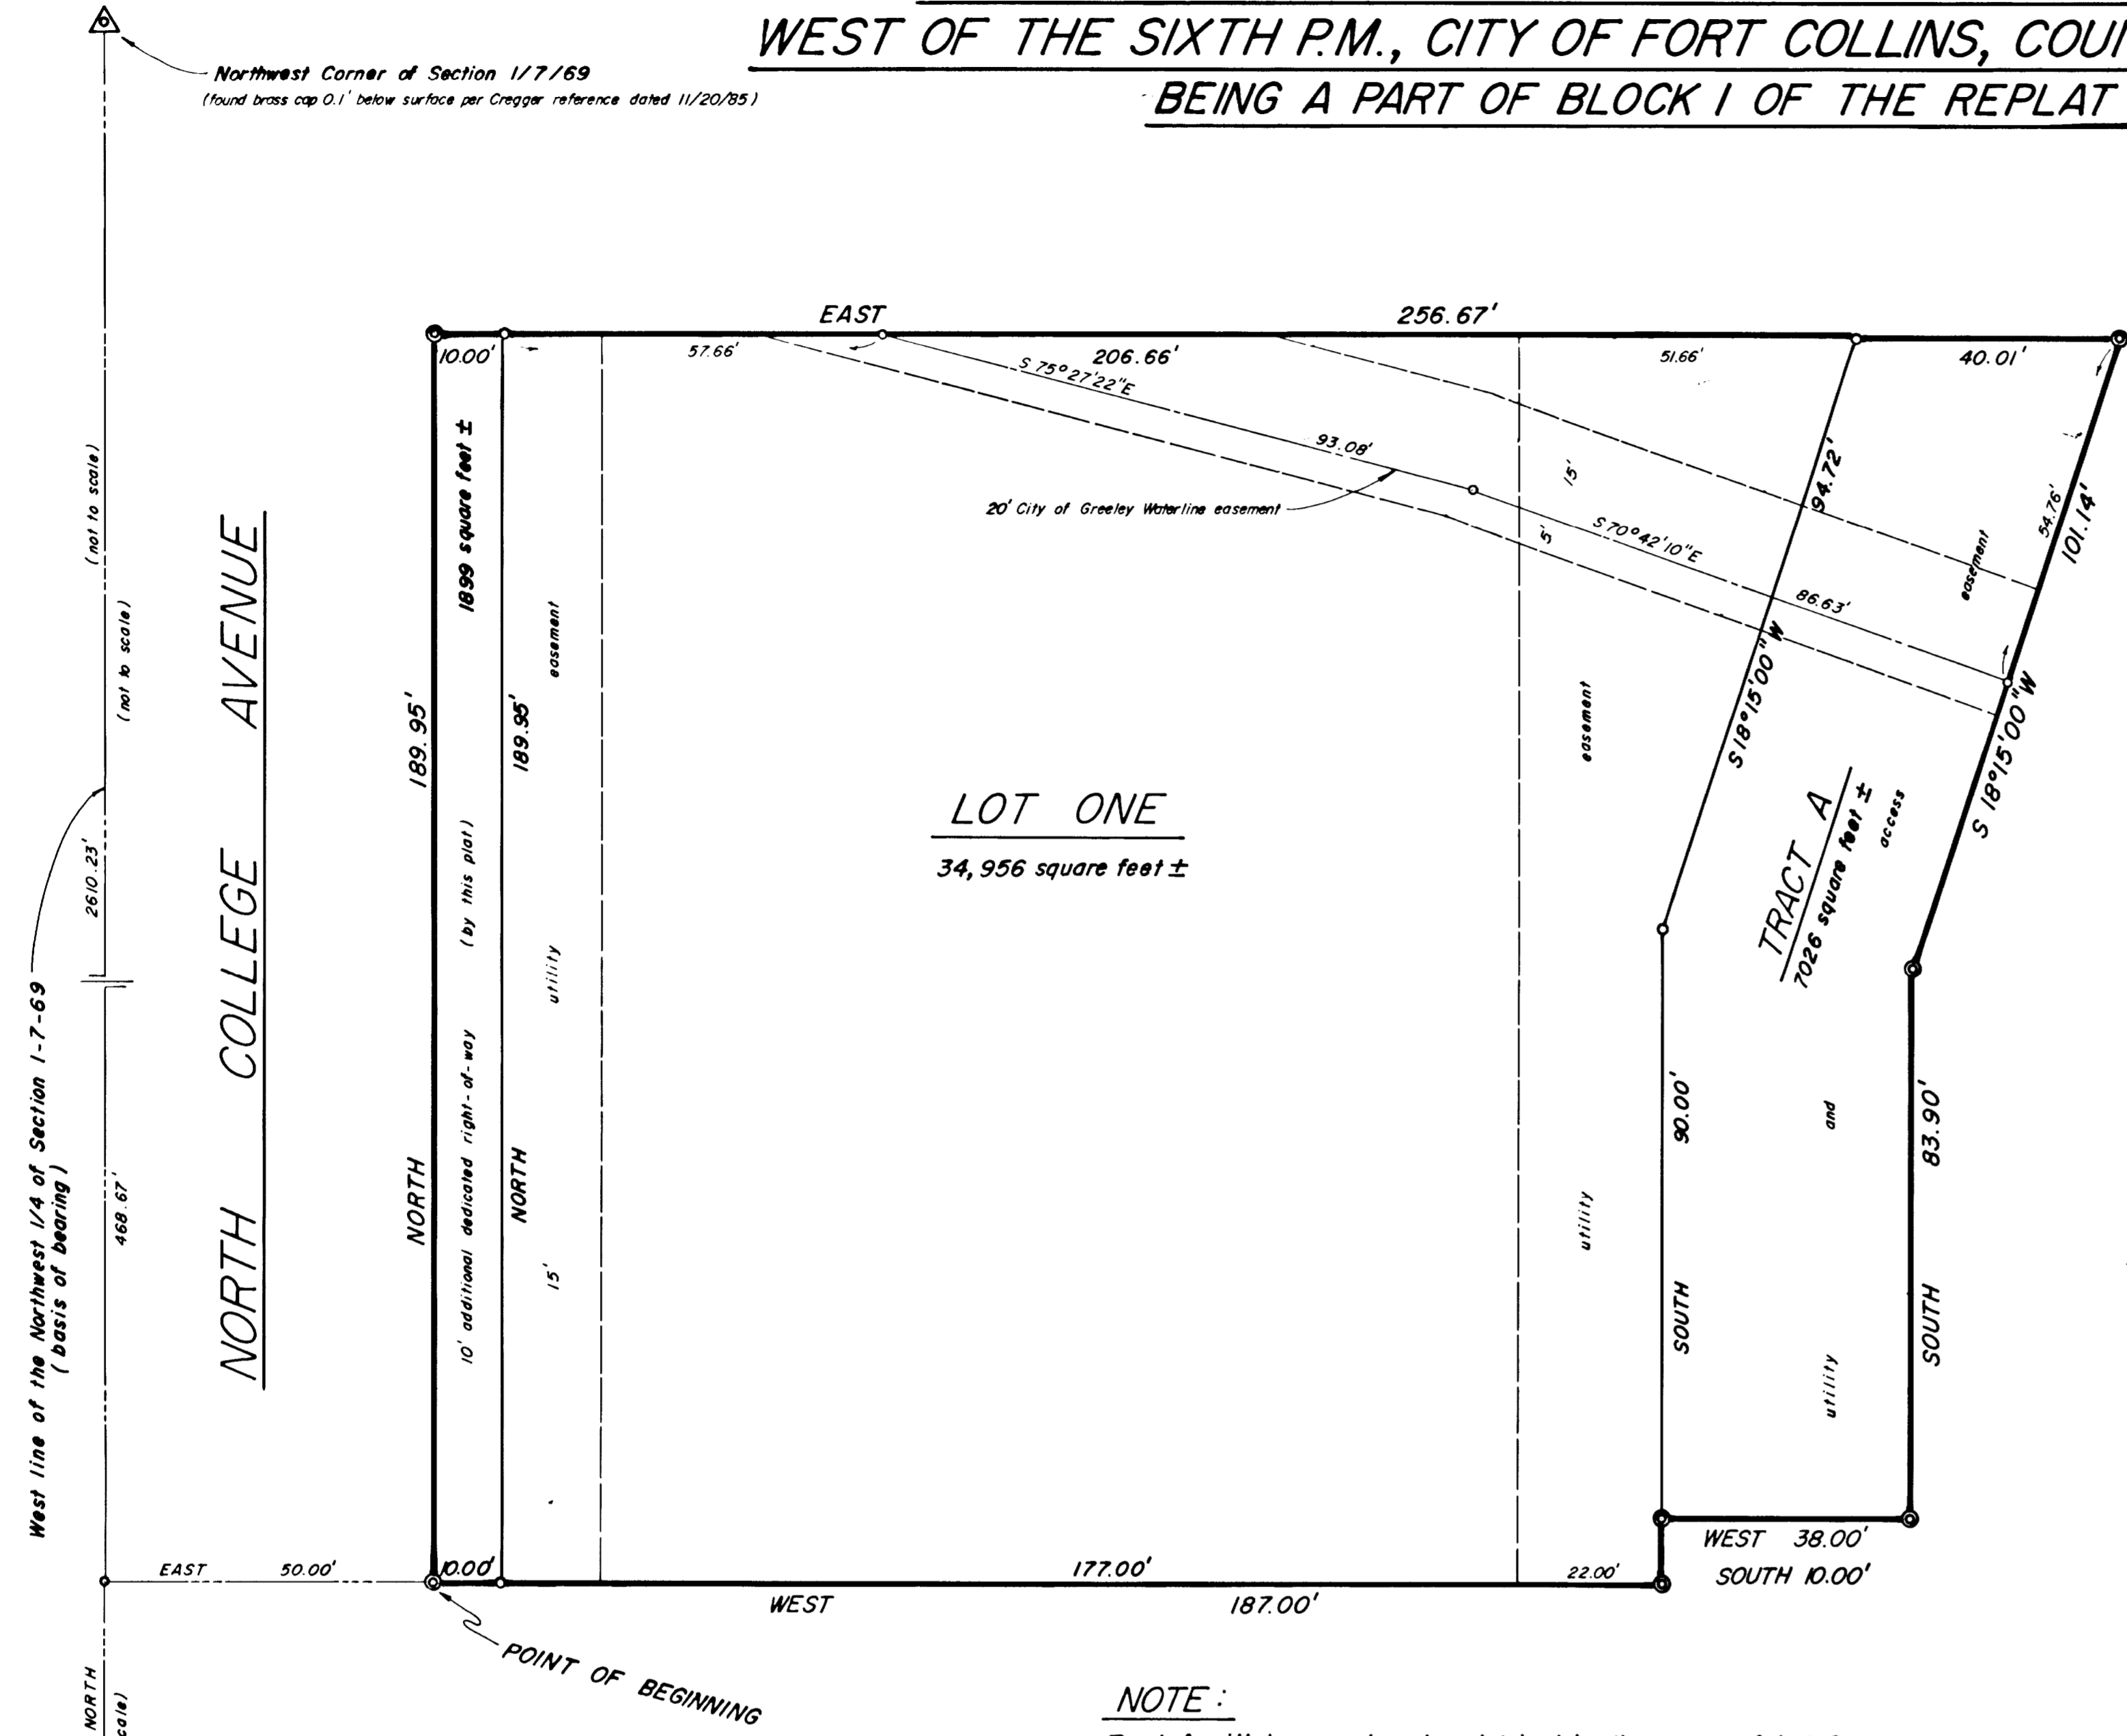 WEST OF THE SIXTH P.M., CITY OF FORT COLLINS,
BEING A PART OF BLOCK 1 OF THE REPLAT
Northwest Corner of Section 1/7/69
(found brass cap 0.1' below surface per Cregger reference dated 11/20/85)
EAST
256.67'
10.00'
57.66'
206.66'
51.66'
40.01'
S 75°27'22"E
93.08'
20' City of Greeley Waterline easement
15'
5'
S 70°42'10"E
86.63'
94.72'
S 18°15'00"W
54.76'
101.14'
S 18°15'00"W
easement
access
and
utility
TRACT A
7026 square feet ±
LOT ONE
34,956 square feet ±
(not to scale)
(not to scale)
2610.23'
468.67'
West line of the Northwest 1/4 of Section 1-7-69
(basis of bearing)
NORTH COLLEGE AVENUE
189.95'
NORTH
1899 square feet ±
10' additional dedicated right-of-way (by this plat)
189.95'
NORTH
15' utility easement
utility easement
90.00'
SOUTH
83.90'
SOUTH
WEST 38.00'
SOUTH 10.00'
EAST 50.00'
10.00'
177.00'
22.00'
WEST
187.00'
POINT OF BEGINNING
NORTH
NOTE: